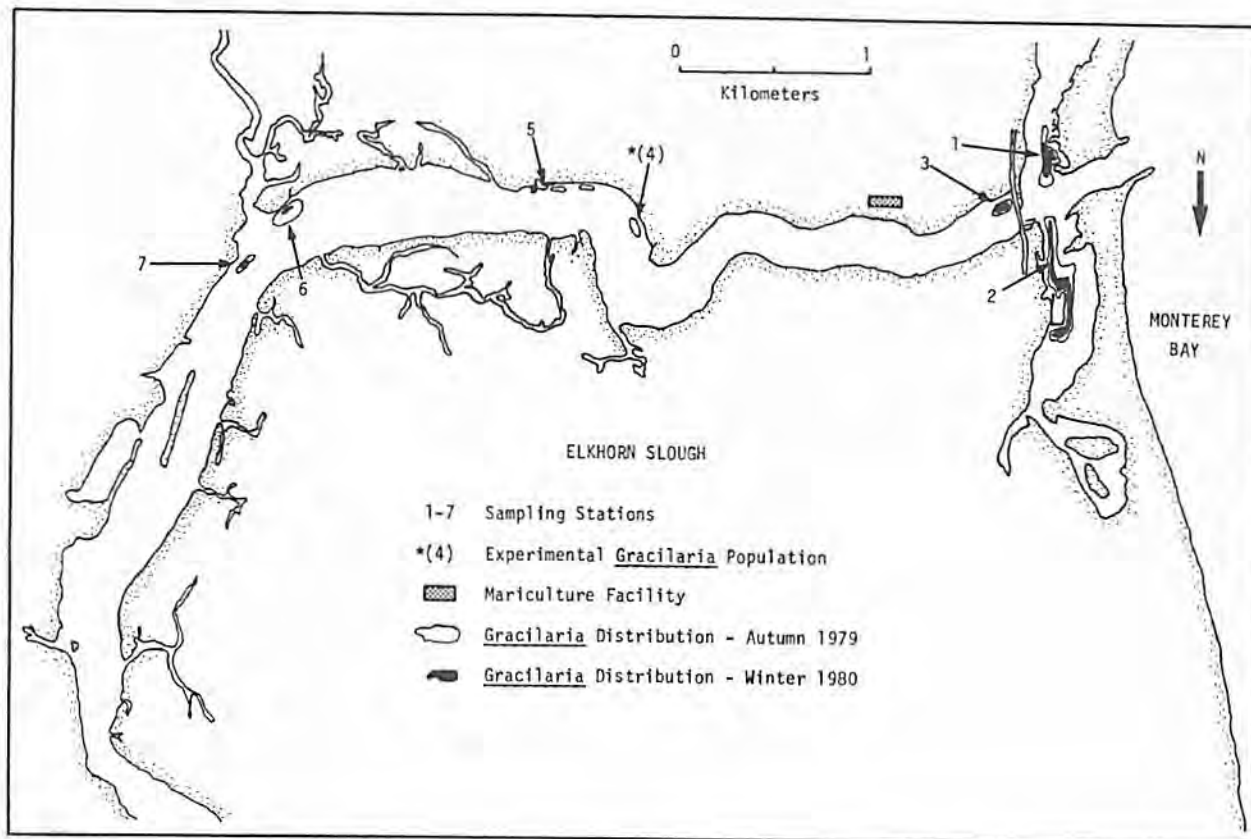 0 1
Kilometers
5
*(4)
1
3
N
7
6
2
MONTEREY
BAY
ELKHORN SLOUGH
1-7 Sampling Stations
*(4) Experimental Gracilaria Population
Mariculture Facility
Gracilaria Distribution - Autumn 1979
Gracilaria Distribution - Winter 1980